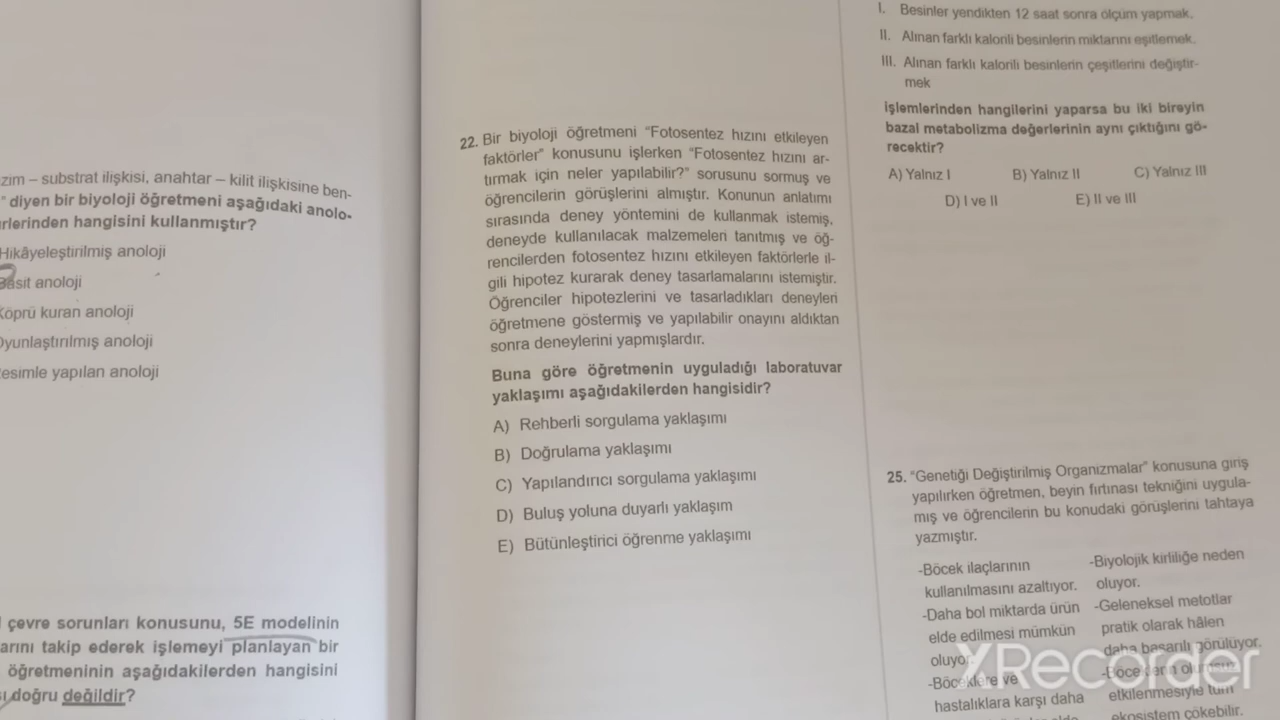 zim – substrat ilişkisi, anahtar – kilit ilişkisine ben-
" diyen bir biyoloji öğretmeni aşağıdaki anolo-
rlerinden hangisini kullanmıştır?
Hikâyeleştirilmiş anoloji
Basit anoloji
Köprü kuran anoloji
Oyunlaştırılmış anoloji
esimle yapılan anoloji
çevre sorunları konusunu, 5E modelinin
arını takip ederek işlemeyi planlayan bir
öğretmeninin aşağıdakilerden hangisini
sı doğru değildir?
22. Bir biyoloji öğretmeni "Fotosentez hızını etkileyen
faktörler" konusunu işlerken "Fotosentez hızını ar-
tırmak için neler yapılabilir?" sorusunu sormuş ve
öğrencilerin görüşlerini almıştır. Konunun anlatımı
sırasında deney yöntemini de kullanmak istemiş,
deneyde kullanılacak malzemeleri tanıtmış ve öğ-
rencilerden fotosentez hızını etkileyen faktörlerle il-
gili hipotez kurarak deney tasarlamalarını istemiştir.
Öğrenciler hipotezlerini ve tasarladıkları deneyleri
öğretmene göstermiş ve yapılabilir onayını aldıktan
sonra deneylerini yapmışlardır.
Buna göre öğretmenin uyguladığı laboratuvar
yaklaşımı aşağıdakilerden hangisidir?
A) Rehberli sorgulama yaklaşımı
B) Doğrulama yaklaşımı
C) Yapılandırıcı sorgulama yaklaşımı
D) Buluş yoluna duyarlı yaklaşım
E) Bütünleştirici öğrenme yaklaşımı
I. Besinler yendikten 12 saat sonra ölçüm yapmak.
II. Alınan farklı kalorili besinlerin miktarını eşitlemek.
III. Alınan farklı kalorili besinlerin çeşitlerini değiştir-
mek
işlemlerinden hangilerini yaparsa bu iki bireyin
bazal metabolizma değerlerinin aynı çıktığını gö-
recektir?
A) Yalnız I B) Yalnız II C) Yalnız III
D) I ve II E) II ve III
25. "Genetiği Değiştirilmiş Organizmalar" konusuna giriş
yapılırken öğretmen, beyin fırtınası tekniğini uygula-
mış ve öğrencilerin bu konudaki görüşlerini tahtaya
yazmıştır.
-Böcek ilaçlarının
kullanılmasını azaltıyor.
-Daha bol miktarda ürün
elde edilmesi mümkün
oluyor.
-Böceklere ve
hastalıklara karşı daha
-Biyolojik kirliliğe neden
oluyor.
-Geleneksel metotlar
pratik olarak hâlen
daha başarılı görülüyor.
-Böceklerin olumsuz
etkilenmesiyle tüm
ekosistem çökebilir.
XRecorder